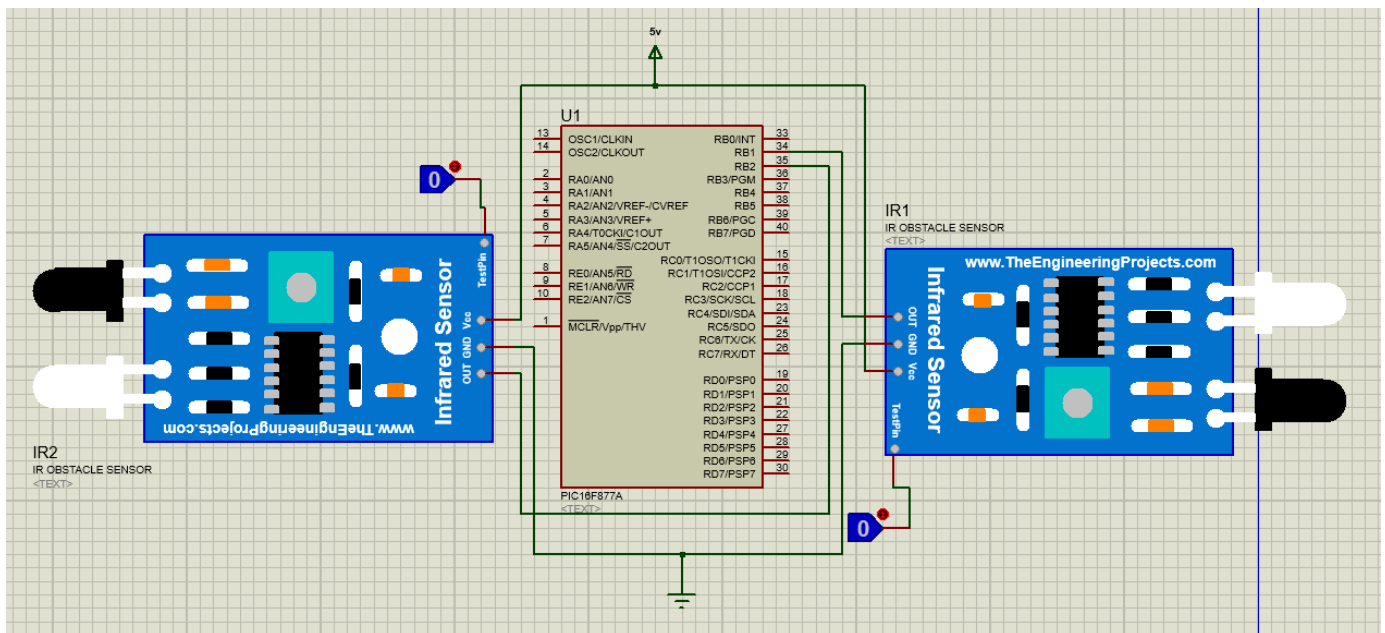 5v
U1
13 OSC1/CLKIN
14 OSC2/CLKOUT
2 RA0/AN0
3 RA1/AN1
4 RA2/AN2/VREF-/CVREF
5 RA3/AN3/VREF+
6 RA4/T0CKI/C1OUT
7 RA5/AN4/SS/C2OUT
8 RE0/AN5/RD
9 RE1/AN6/WR
10 RE2/AN7/CS
1 MCLR/Vpp/THV
RB0/INT 33
RB1 34
RB2 35
RB3/PGM 36
RB4 37
RB5 38
RB6/PGC 39
RB7/PGD 40
RC0/T1OSO/T1CKI 15
RC1/T1OSI/CCP2 16
RC2/CCP1 17
RC3/SCK/SCL 18
RC4/SDI/SDA 23
RC5/SDO 24
RC6/TX/CK 25
RC7/RX/DT 26
RD0/PSP0 19
RD1/PSP1 20
RD2/PSP2 21
RD3/PSP3 22
RD4/PSP4 27
RD5/PSP5 28
RD6/PSP6 29
RD7/PSP7 30
PIC16F877A
<TEXT>
0
TestPin
Vcc
GND
OUT
Infrared Sensor
www.TheEngineeringProjects.com
IR2
IR OBSTACLE SENSOR
<TEXT>
IR1
IR OBSTACLE SENSOR
<TEXT>
www.TheEngineeringProjects.com
Infrared Sensor
OUT
GND
Vcc
TestPin
0